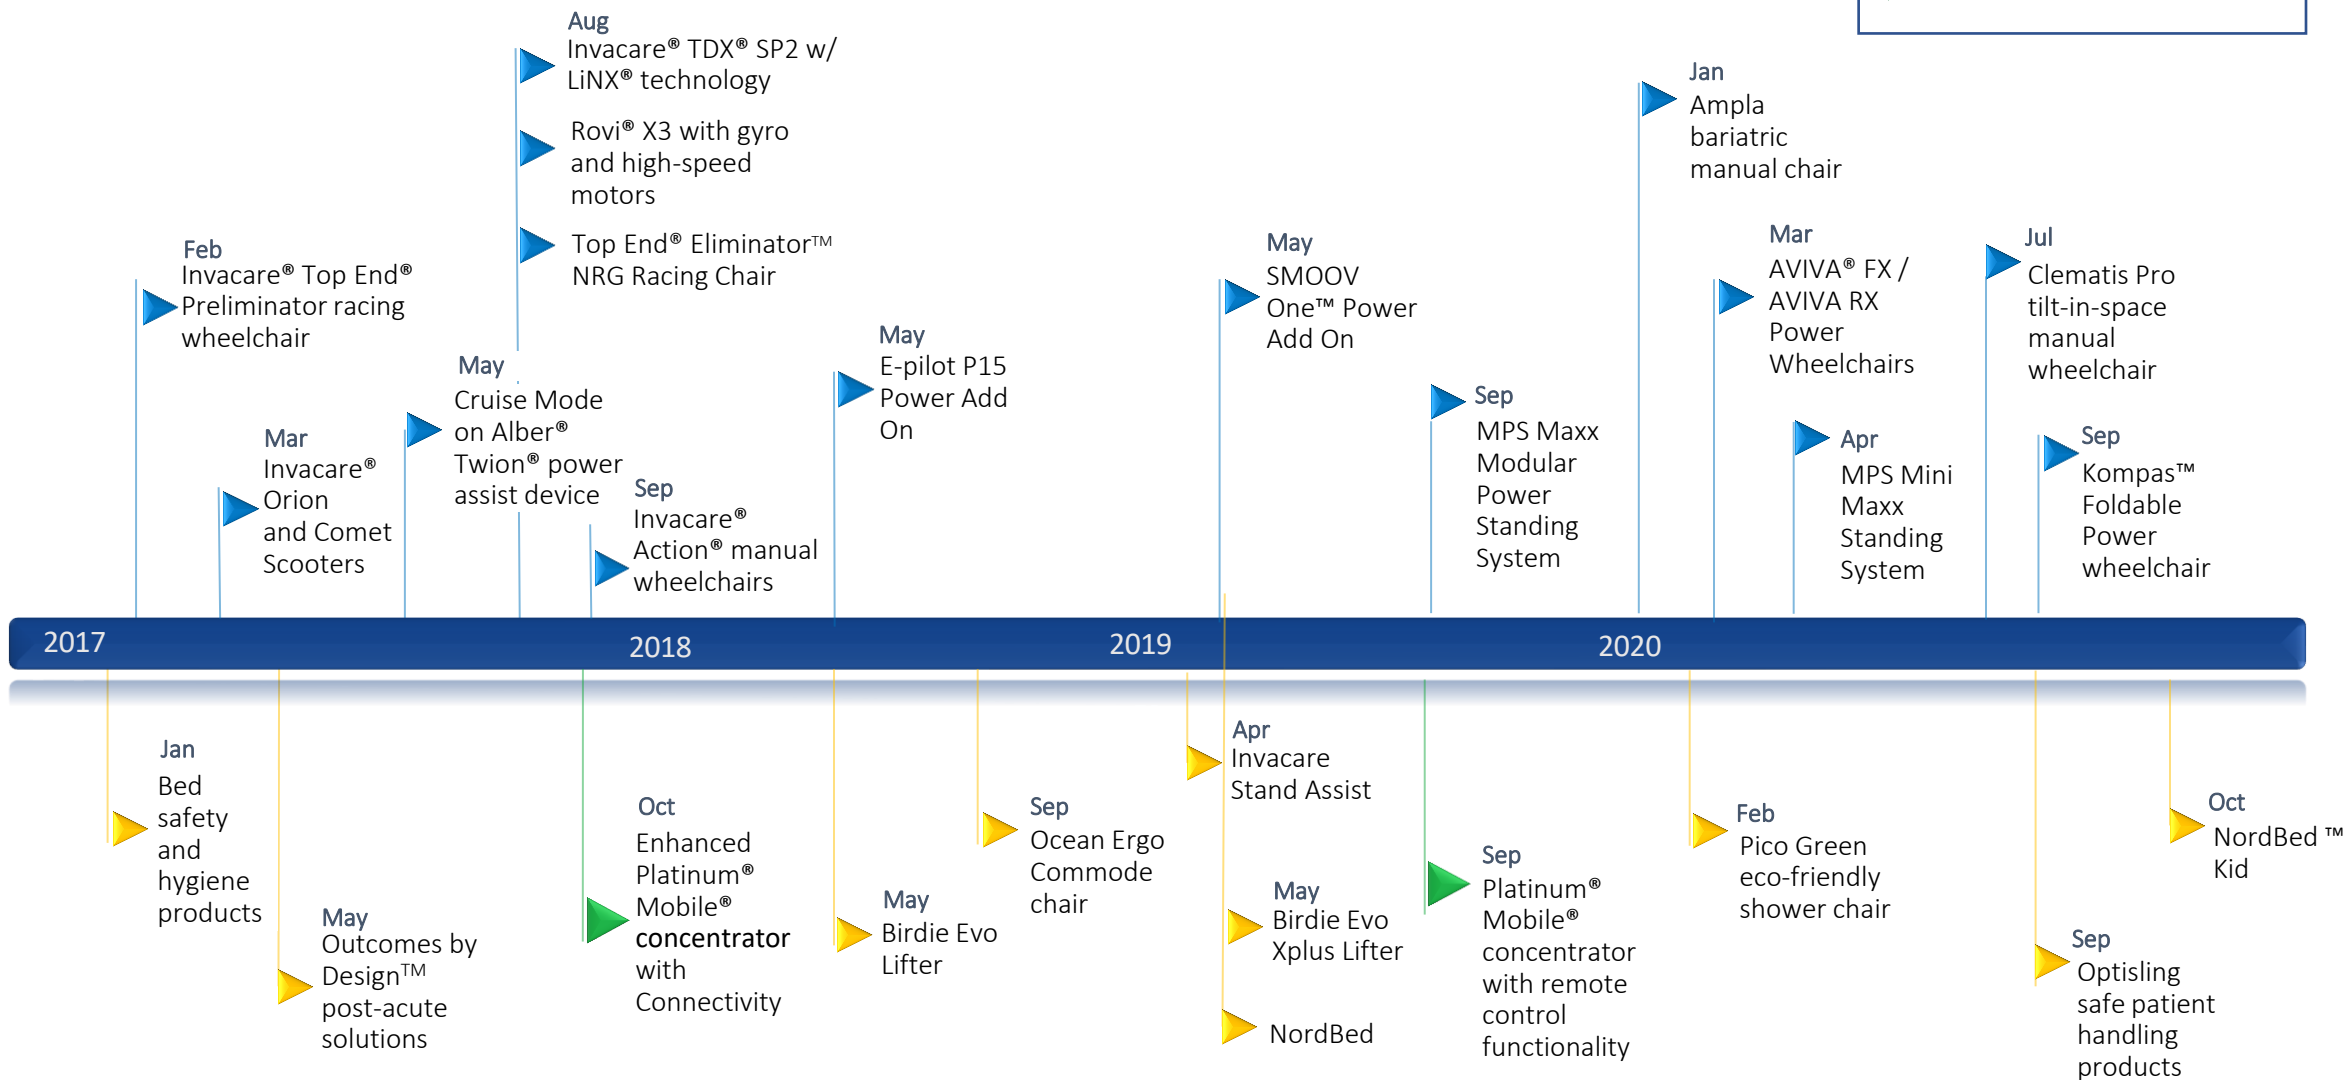 Aug
Invacare® TDX® SP2 w/
LiNX® technology
Rovi® X3 with gyro
and high-speed
motors
Top End® Eliminator™
NRG Racing Chair
Feb
Invacare® Top End®
Preliminator racing
wheelchair
Mar
Invacare®
Orion
and Comet
Scooters
May
Cruise Mode
on Alber®
Twion® power
assist device
Sep
Invacare®
Action® manual
wheelchairs
May
E-pilot P15
Power Add
On
May
SMOOV
One™ Power
Add On
Sep
MPS Maxx
Modular
Power
Standing
System
Jan
Ampla
bariatric
manual chair
Mar
AVIVA® FX /
AVIVA RX
Power
Wheelchairs
Apr
MPS Mini
Maxx
Standing
System
Jul
Clematis Pro
tilt-in-space
manual
wheelchair
Sep
Kompas™
Foldable
Power
wheelchair
2017
2018
2019
2020
Jan
Bed
safety
and
hygiene
products
May
Outcomes by
Design™
post-acute
solutions
Oct
Enhanced
Platinum®
Mobile®
concentrator
with
Connectivity
May
Birdie Evo
Lifter
Sep
Ocean Ergo
Commode
chair
Apr
Invacare
Stand Assist
May
Birdie Evo
Xplus Lifter
NordBed
Sep
Platinum®
Mobile®
concentrator
with remote
control
functionality
Feb
Pico Green
eco-friendly
shower chair
Sep
Optisling
safe patient
handling
products
Oct
NordBed ™
Kid